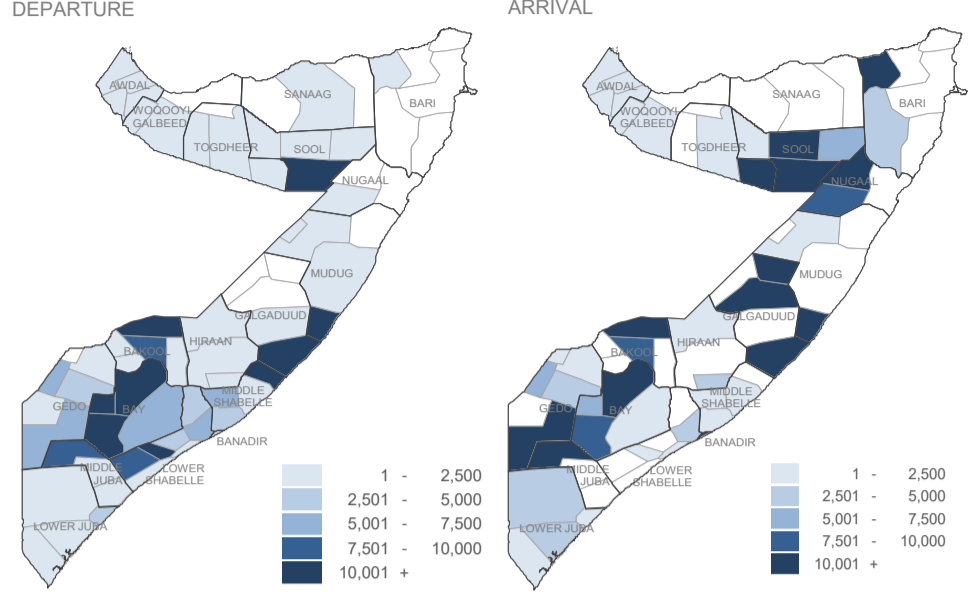 DEPARTURE
AWDAL
WOQOOYI
GALBEED
TOGDHEER
SANAAG
SOOL
BARI
NUGAAL
MUDUG
GALGADUUD
HIRAAN
BAKOOL
GEDO
BAY
MIDDLE
SHABELLE
BANADIR
LOWER
SHABELLE
MIDDLE
JUBA
LOWER JUBA
1 - 2,500
2,501 - 5,000
5,001 - 7,500
7,501 - 10,000
10,001 +
ARRIVAL
AWDAL
WOQOOYI
GALBEED
TOGDHEER
SANAAG
SOOL
BARI
NUGAAL
MUDUG
GALGADUUD
HIRAAN
BAKOOL
GEDO
BAY
MIDDLE
SHABELLE
BANADIR
LOWER
SHABELLE
MIDDLE
JUBA
LOWER JUBA
1 - 2,500
2,501 - 5,000
5,001 - 7,500
7,501 - 10,000
10,001 +